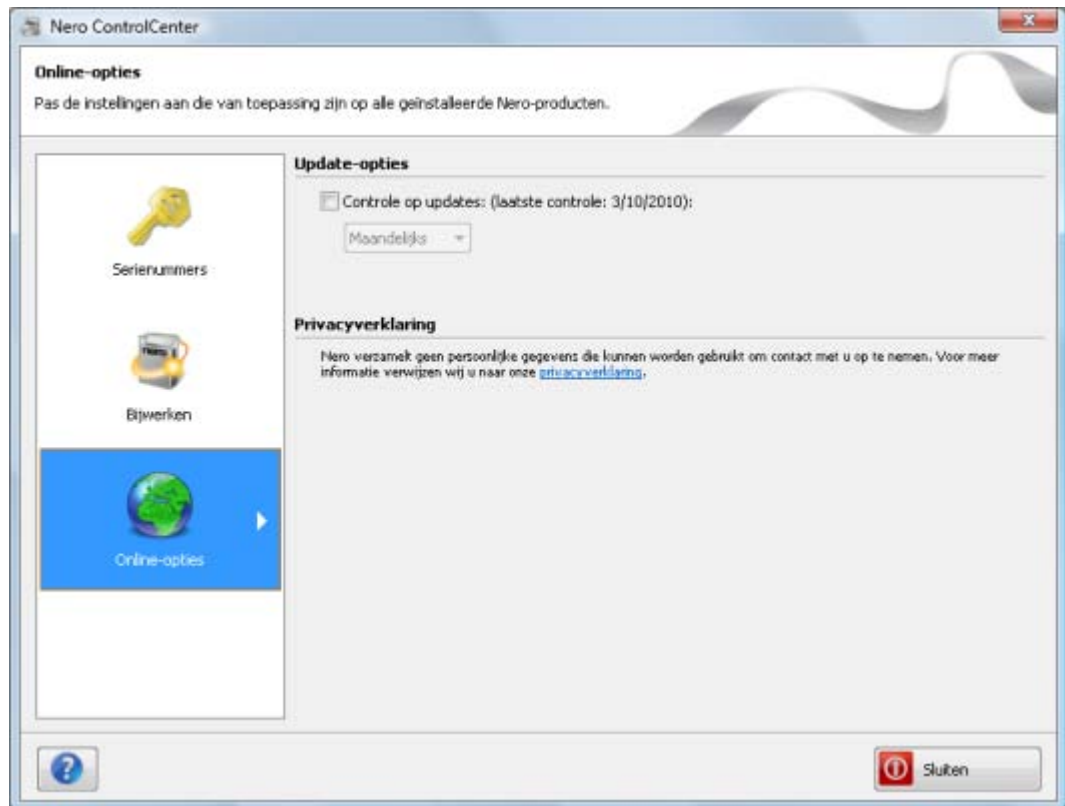 Nero ControlCenter
Online-opties
Pas de instellingen aan die van toepassing zijn op alle geïnstalleerde Nero-producten.
Serienummers
Bijwerken
Online-opties
Update-opties
Controle op updates: (laatste controle: 3/10/2010):
Maandelijks
Privacyverklaring
Nero verzamelt geen persoonlijke gegevens die kunnen worden gebruikt om contact met u op te nemen. Voor meer
informatie verwijzen wij u naar onze privacyverklaring.
Sluiten